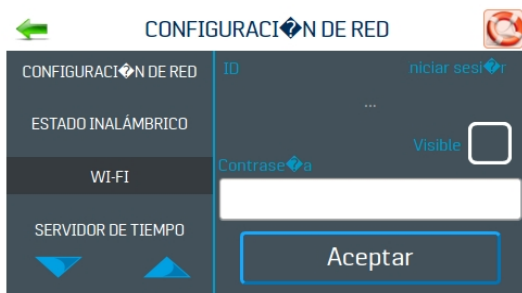 CONFIGURACI�N DE RED
CONFIGURACI�N DE RED
ESTADO INALÁMBRICO
WI-FI
SERVIDOR DE TIEMPO
ID
niciar sesi�r
...
Visible
Contrase�a
Aceptar